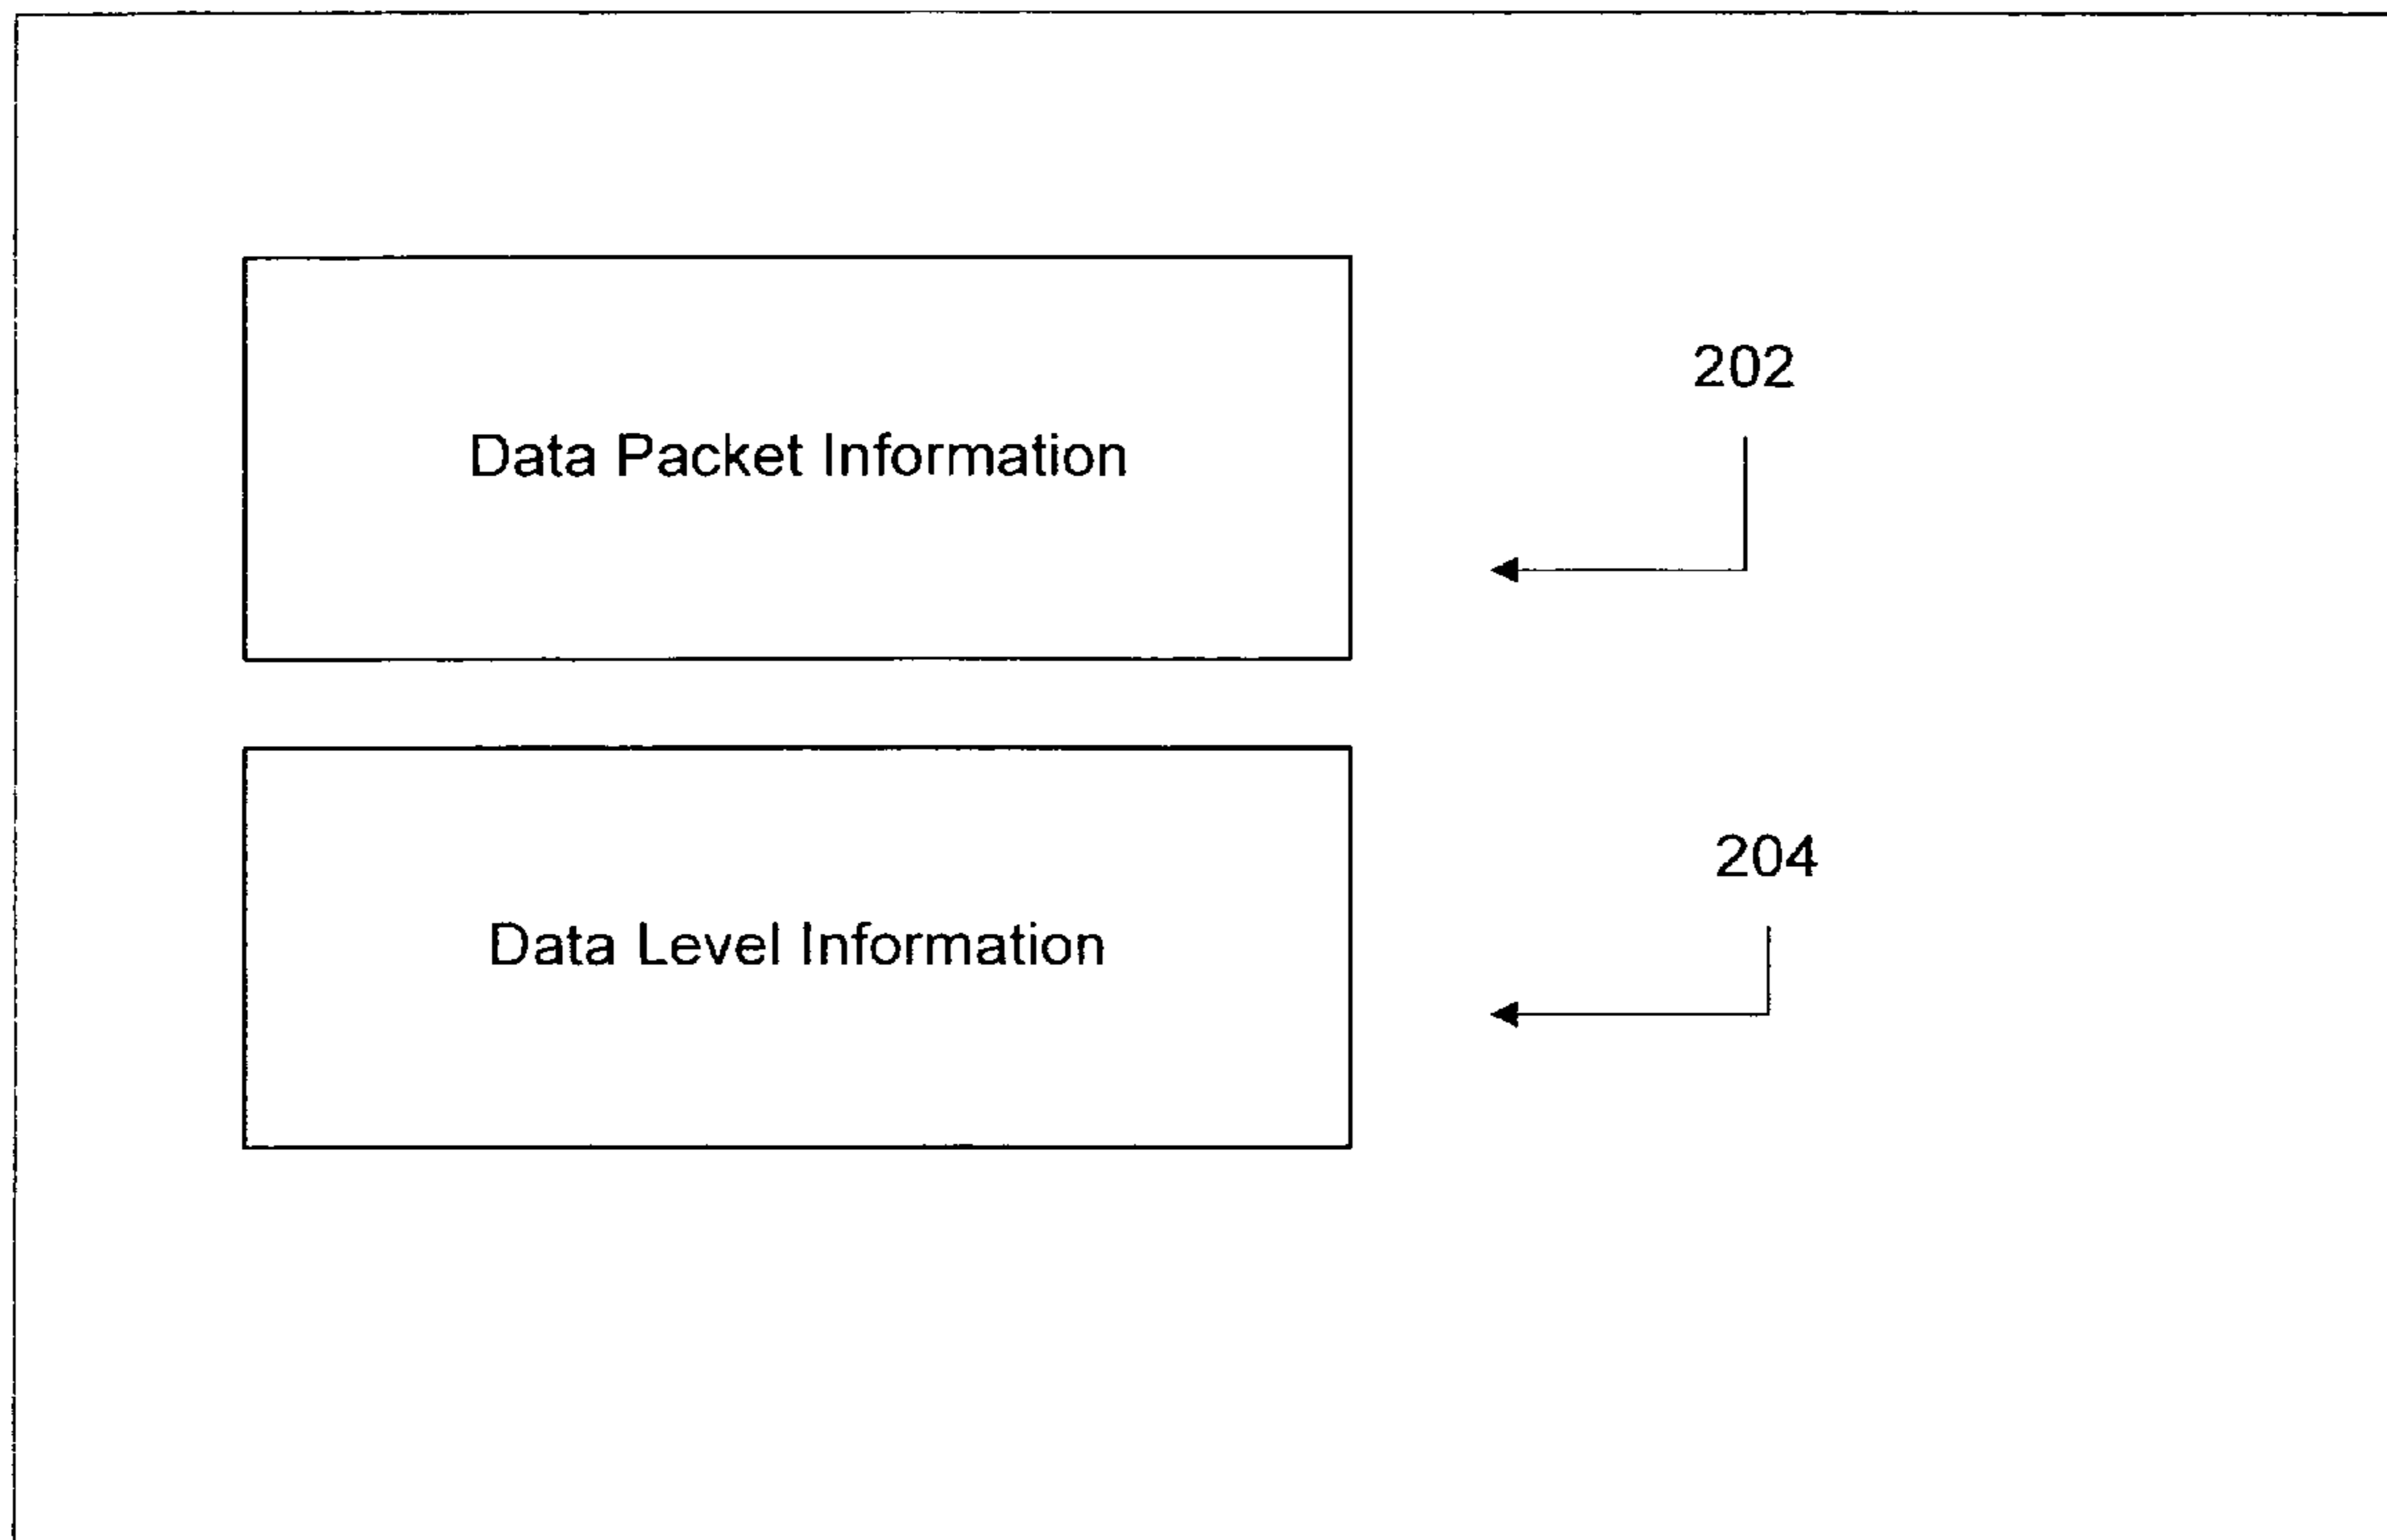 202
Data Packet Information
204
Data Level Information